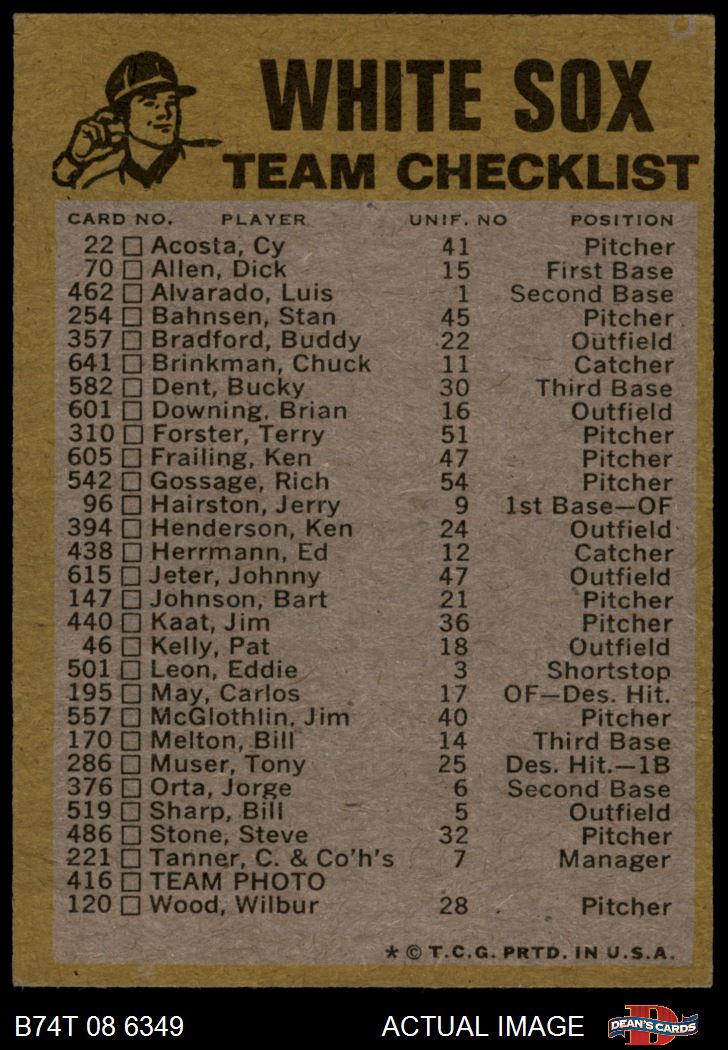 WHITE SOX
TEAM CHECKLIST
CARD NO. PLAYER UNIF. NO POSITION
22 Acosta, Cy 41 Pitcher
70 Allen, Dick 15 First Base
462 Alvarado, Luis 1 Second Base
254 Bahnsen, Stan 45 Pitcher
357 Bradford, Buddy 22 Outfield
641 Brinkman, Chuck 11 Catcher
582 Dent, Bucky 30 Third Base
601 Downing, Brian 16 Outfield
310 Forster, Terry 51 Pitcher
605 Frailing, Ken 47 Pitcher
542 Gossage, Rich 54 Pitcher
96 Hairston, Jerry 9 1st Base—OF
394 Henderson, Ken 24 Outfield
438 Herrmann, Ed 12 Catcher
615 Jeter, Johnny 47 Outfield
147 Johnson, Bart 21 Pitcher
440 Kaat, Jim 36 Pitcher
46 Kelly, Pat 18 Outfield
501 Leon, Eddie 3 Shortstop
195 May, Carlos 17 OF—Des. Hit.
557 McGlothlin, Jim 40 Pitcher
170 Melton, Bill 14 Third Base
286 Muser, Tony 25 Des. Hit.—1B
376 Orta, Jorge 6 Second Base
519 Sharp, Bill 5 Outfield
486 Stone, Steve 32 Pitcher
221 Tanner, C. & Co'h's 7 Manager
416 TEAM PHOTO
120 Wood, Wilbur 28 Pitcher
* © T.C.G. PRTD. IN U.S.A.
B74T 08 6349 ACTUAL IMAGE DEAN'S CARDS